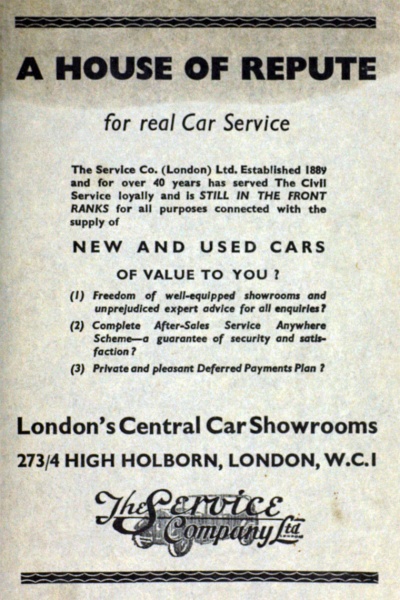 A HOUSE OF REPUTE
for real Car Service
The Service Co. (London) Ltd. Established 1889
and for over 40 years has served The Civil
Service loyally and is STILL IN THE FRONT
RANKS for all purposes connected with the
supply of
NEW AND USED CARS
OF VALUE TO YOU ?
(1) Freedom of well-equipped showrooms and
unprejudiced expert advice for all enquiries?
(2) Complete After-Sales Service Anywhere
Scheme—a guarantee of security and satis-
faction ?
(3) Private and pleasant Deferred Payments Plan ?
London's Central Car Showrooms
273/4 HIGH HOLBORN, LONDON, W.C.1
The Service
Company Ltd